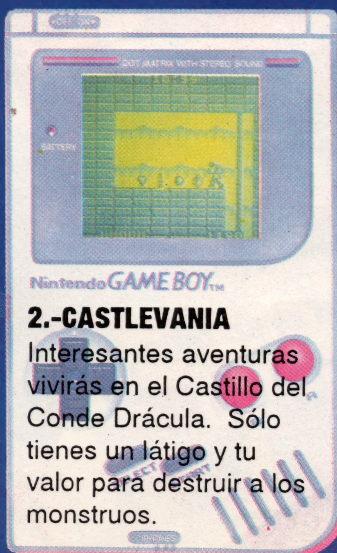 DOT MATRIX WITH STEREO SOUND
BATTERY
Nintendo GAME BOY™
2.-CASTLEVANIA
Interesantes aventuras
vivirás en el Castillo del
Conde Drácula. Sólo
tienes un látigo y tu
valor para destruir a los
monstruos.
A
SELECT